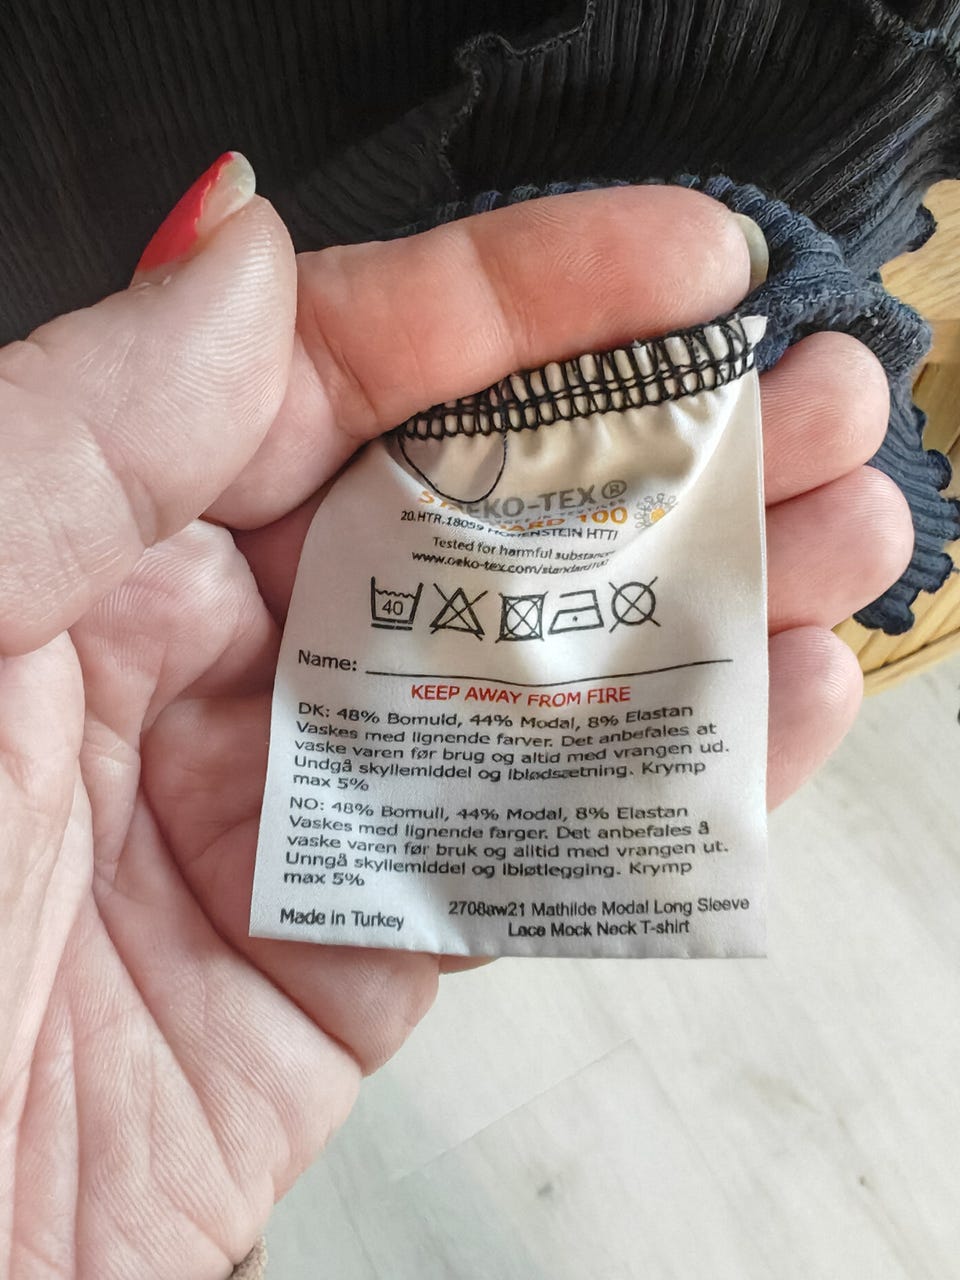 OEKO-TEX®
STANDARD 100
20.HTR.18059 HOHENSTEIN HTTI
Tested for harmful substances
www.oeko-tex.com/standard100
40
Name:
KEEP AWAY FROM FIRE
DK: 48% Bomuld, 44% Modal, 8% Elastan
Vaskes med lignende farver. Det anbefales at
vaske varen før brug og altid med vrangen ud.
Undgå skyllemiddel og iblødsætning. Krymp
max 5%
NO: 48% Bomull, 44% Modal, 8% Elastan
Vaskes med lignende farger. Det anbefales å
vaske varen før bruk og alltid med vrangen ut.
Unngå skyllemiddel og ibløtlegging. Krymp
max 5%
Made in Turkey
2708aw21 Mathilde Modal Long Sleeve
Lace Mock Neck T-shirt